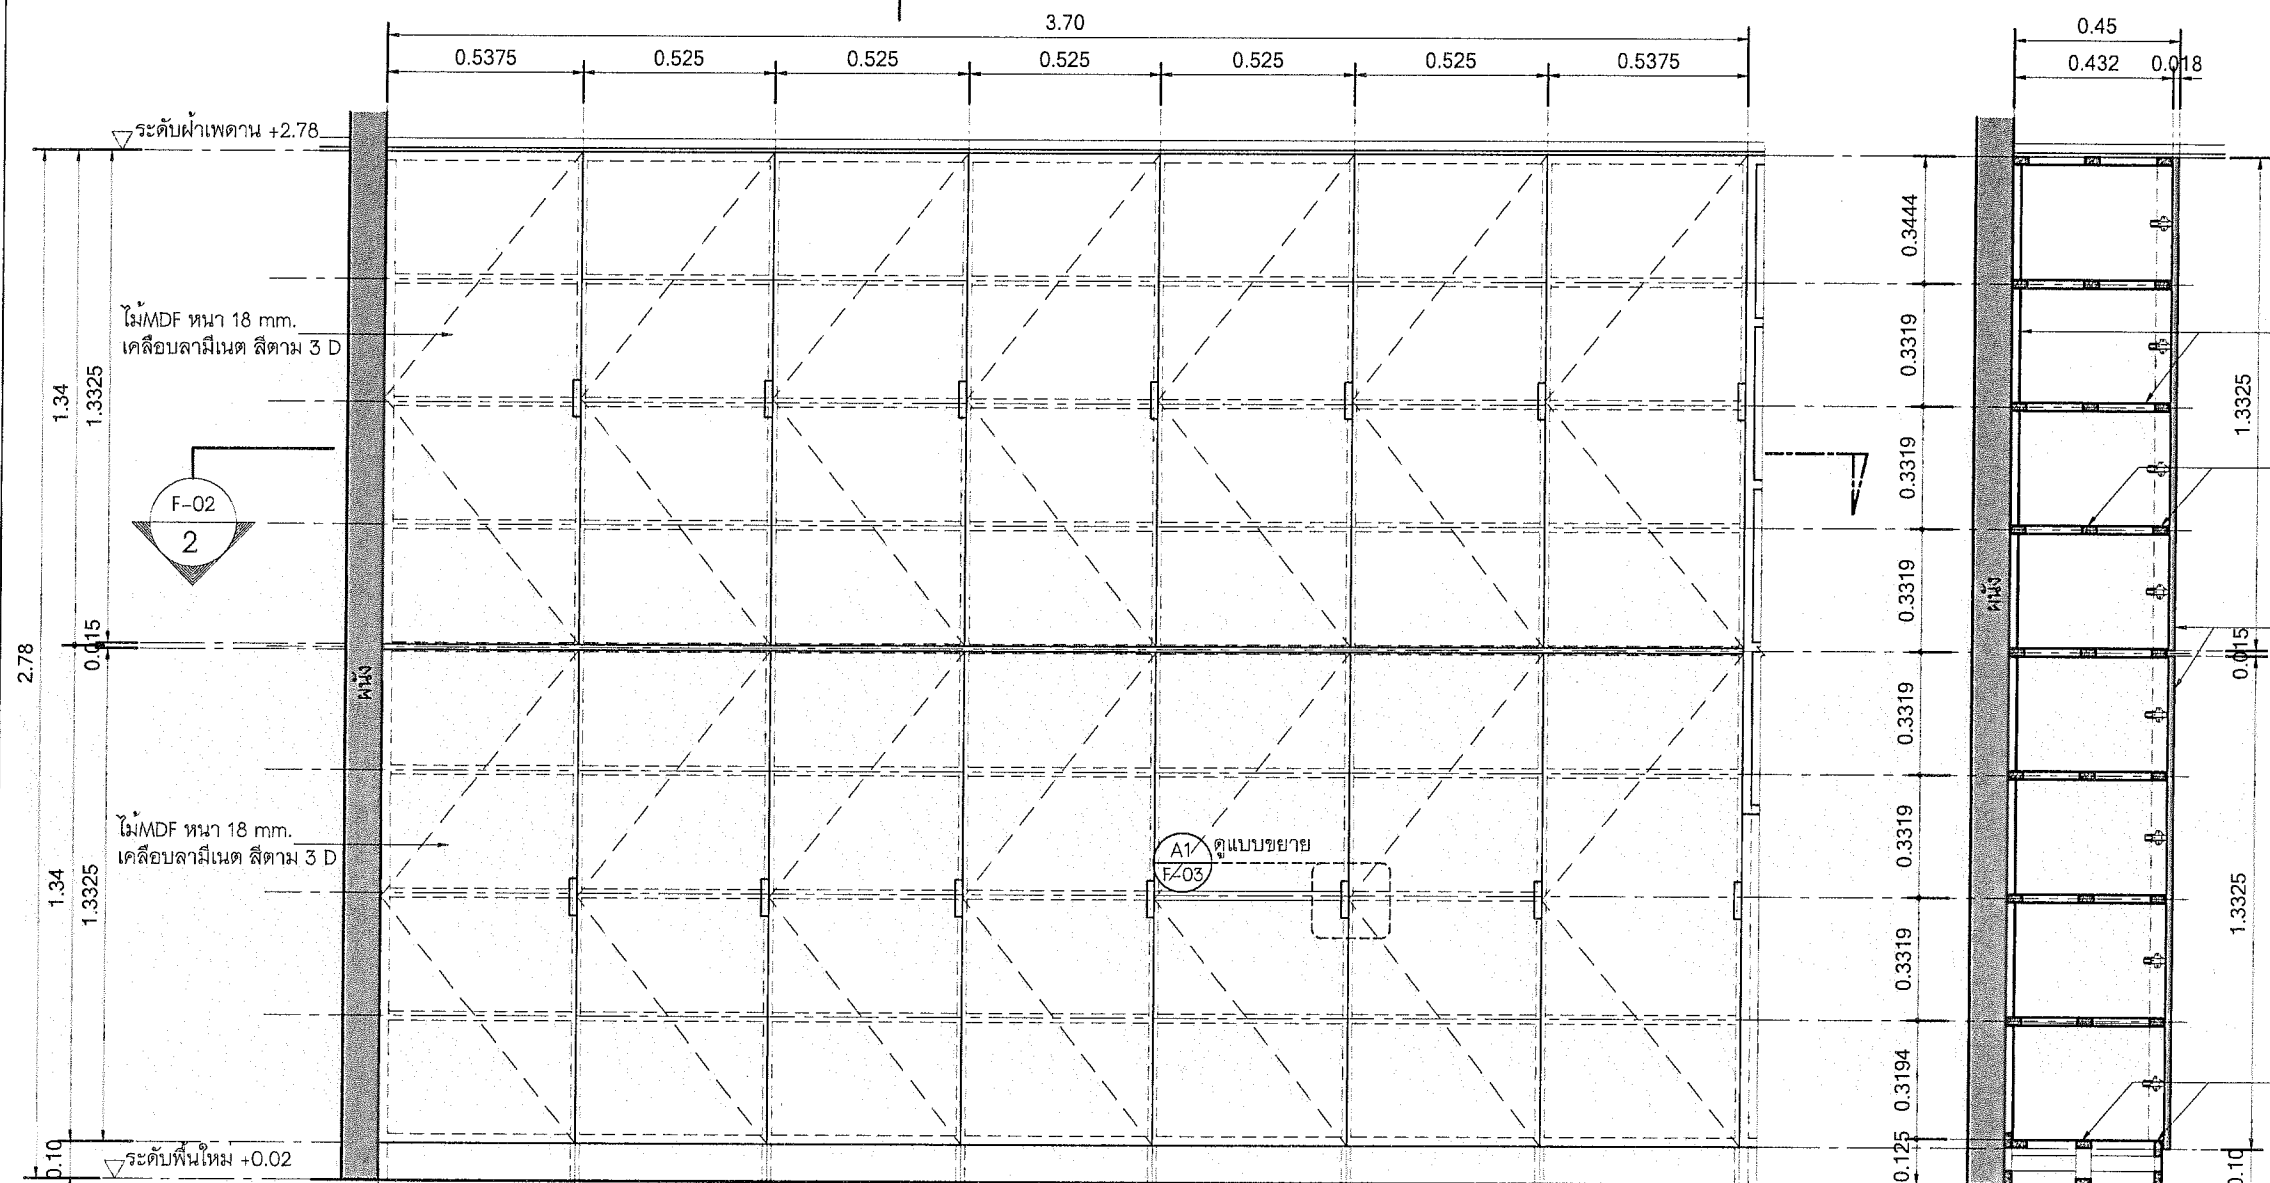 3.70
0.5375 0.525 0.525 0.525 0.525 0.525 0.5375
0.45
0.432 0.018
ระดับฝ้าเพดาน +2.78
ไม้MDF หนา 18 mm.
เคลือบลามิเนต สีตาม 3 D
1.34
1.3325
F-02
2
2.78
0.015
ผนัง
ไม้MDF หนา 18 mm.
เคลือบลามิเนต สีตาม 3 D
1.34
1.3325
A1
F-03
ดูแบบขยาย
0.10
ระดับพื้นใหม่ +0.02
0.3444
0.3319
0.3319
0.3319
0.3319
0.3319
0.3319
0.3194
0.125
ผนัง
1.3325
0.015
1.3325
0.10